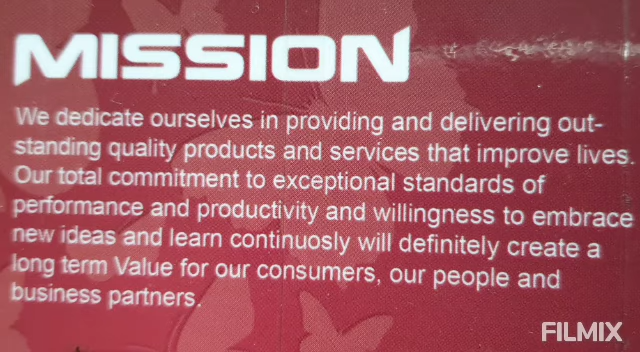 MISSION
We dedicate ourselves in providing and delivering out-
standing quality products and services that improve lives.
Our total commitment to exceptional standards of
performance and productivity and willingness to embrace
new ideas and learn continuosly will definitely create a
long term Value for our consumers, our people and
business partners.
FILMIX